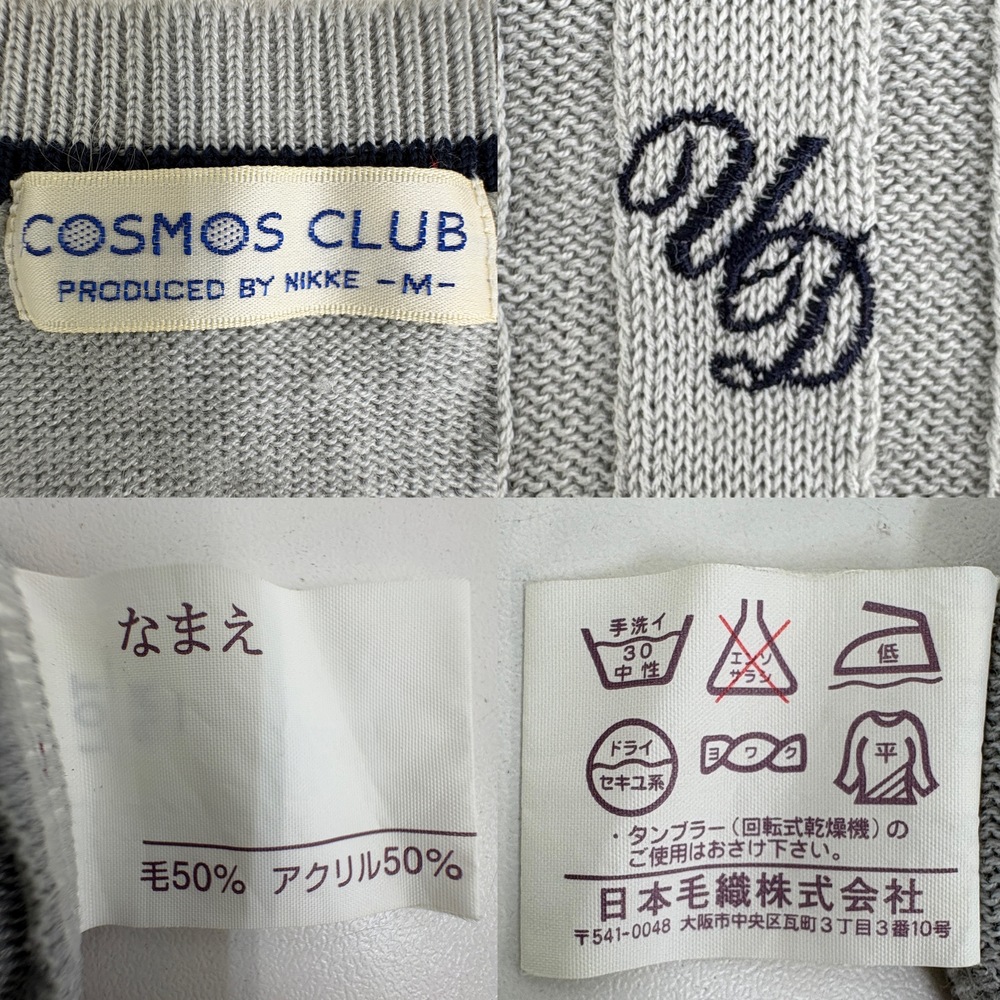 COSMOS CLUB
PRODUCED BY NIKKE -M-
VD
なまえ
毛50% アクリル50%
手洗イ
30
中性
エンソ
サラシ
低
ドライ
セキユ系
ヨワク
平
・タンブラー(回転式乾燥機)の
ご使用はおさけ下さい。
日本毛織株式会社
〒541-0048 大阪市中央区瓦町3丁目3番10号